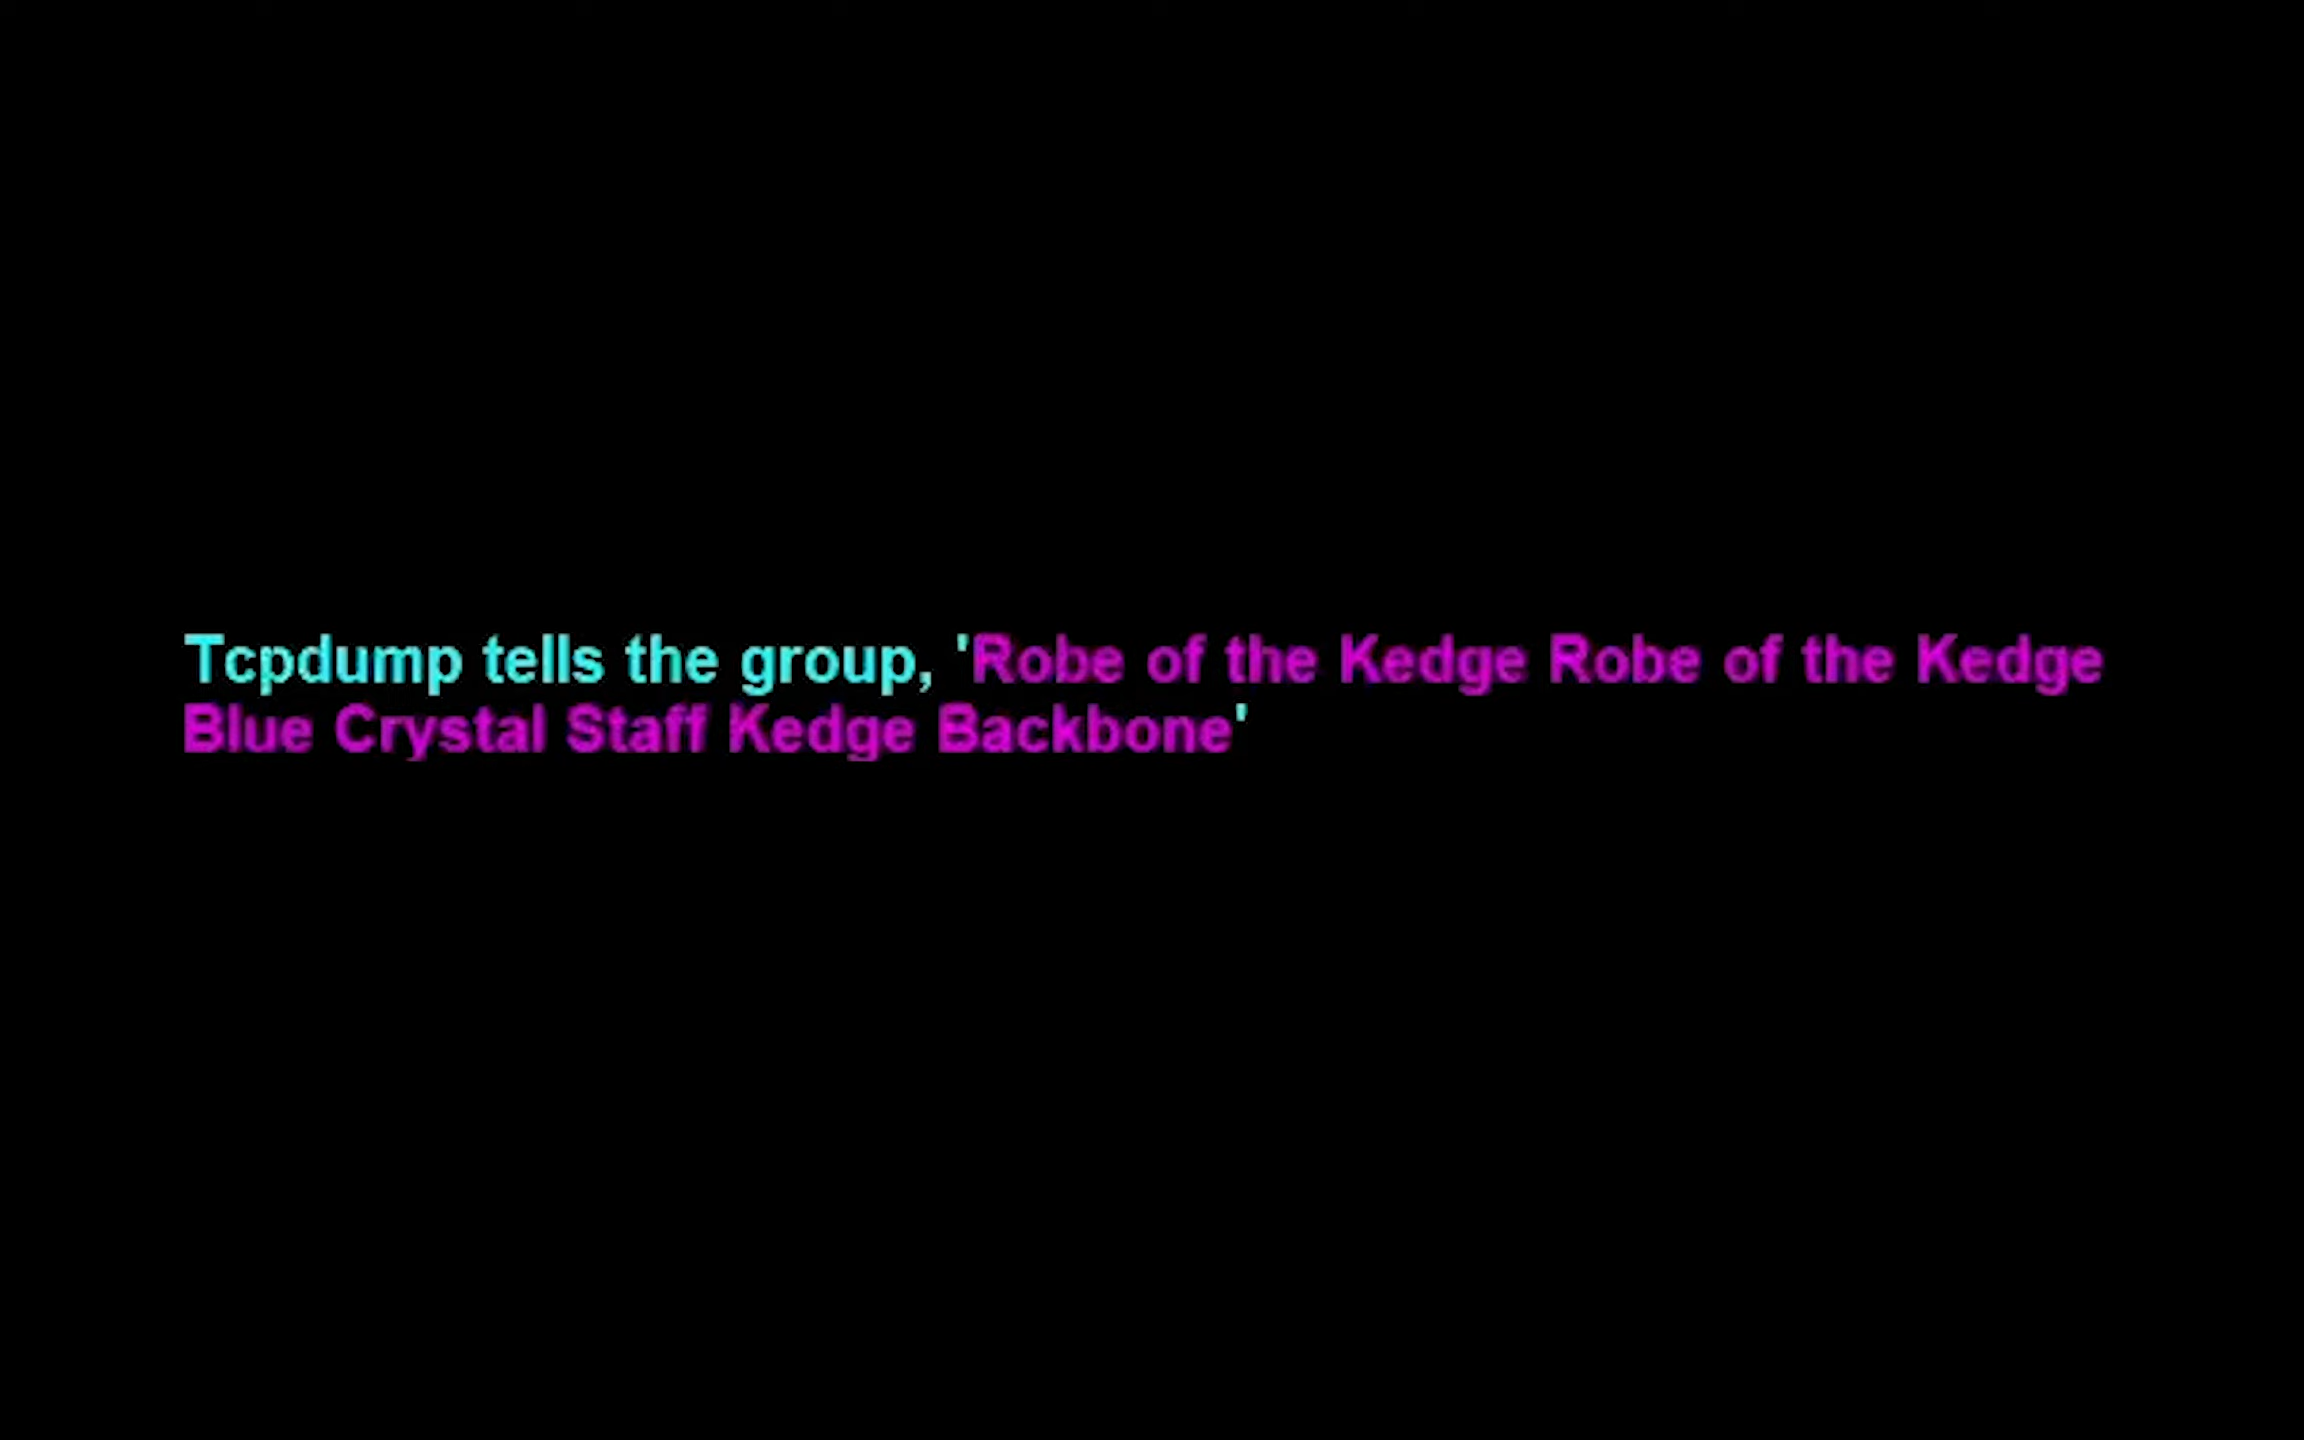 Tcpdump tells the group, 'Robe of the Kedge Robe of the Kedge
Blue Crystal Staff Kedge Backbone'